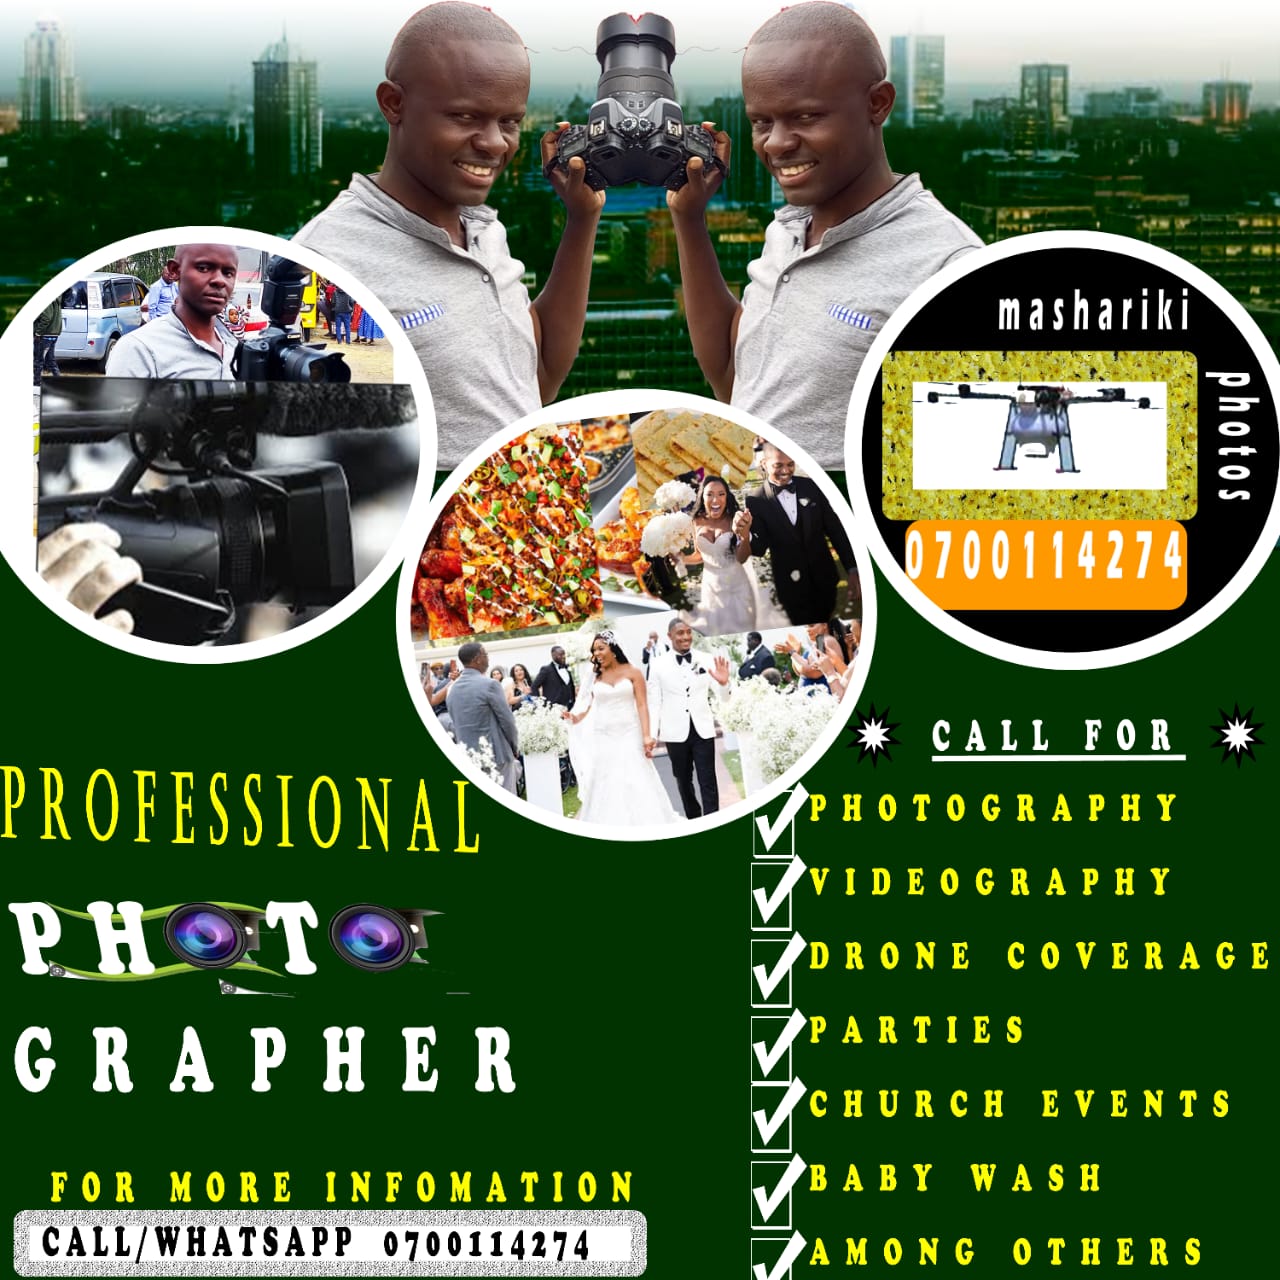 mashariki
photos
0700114274
CALL FOR
PROFESSIONAL
PHOTO
GRAPHER
PHOTOGRAPHY
VIDEOGRAPHY
DRONE COVERAGE
PARTIES
CHURCH EVENTS
BABY WASH
AMONG OTHERS
FOR MORE INFOMATION
CALL/WHATSAPP 0700114274